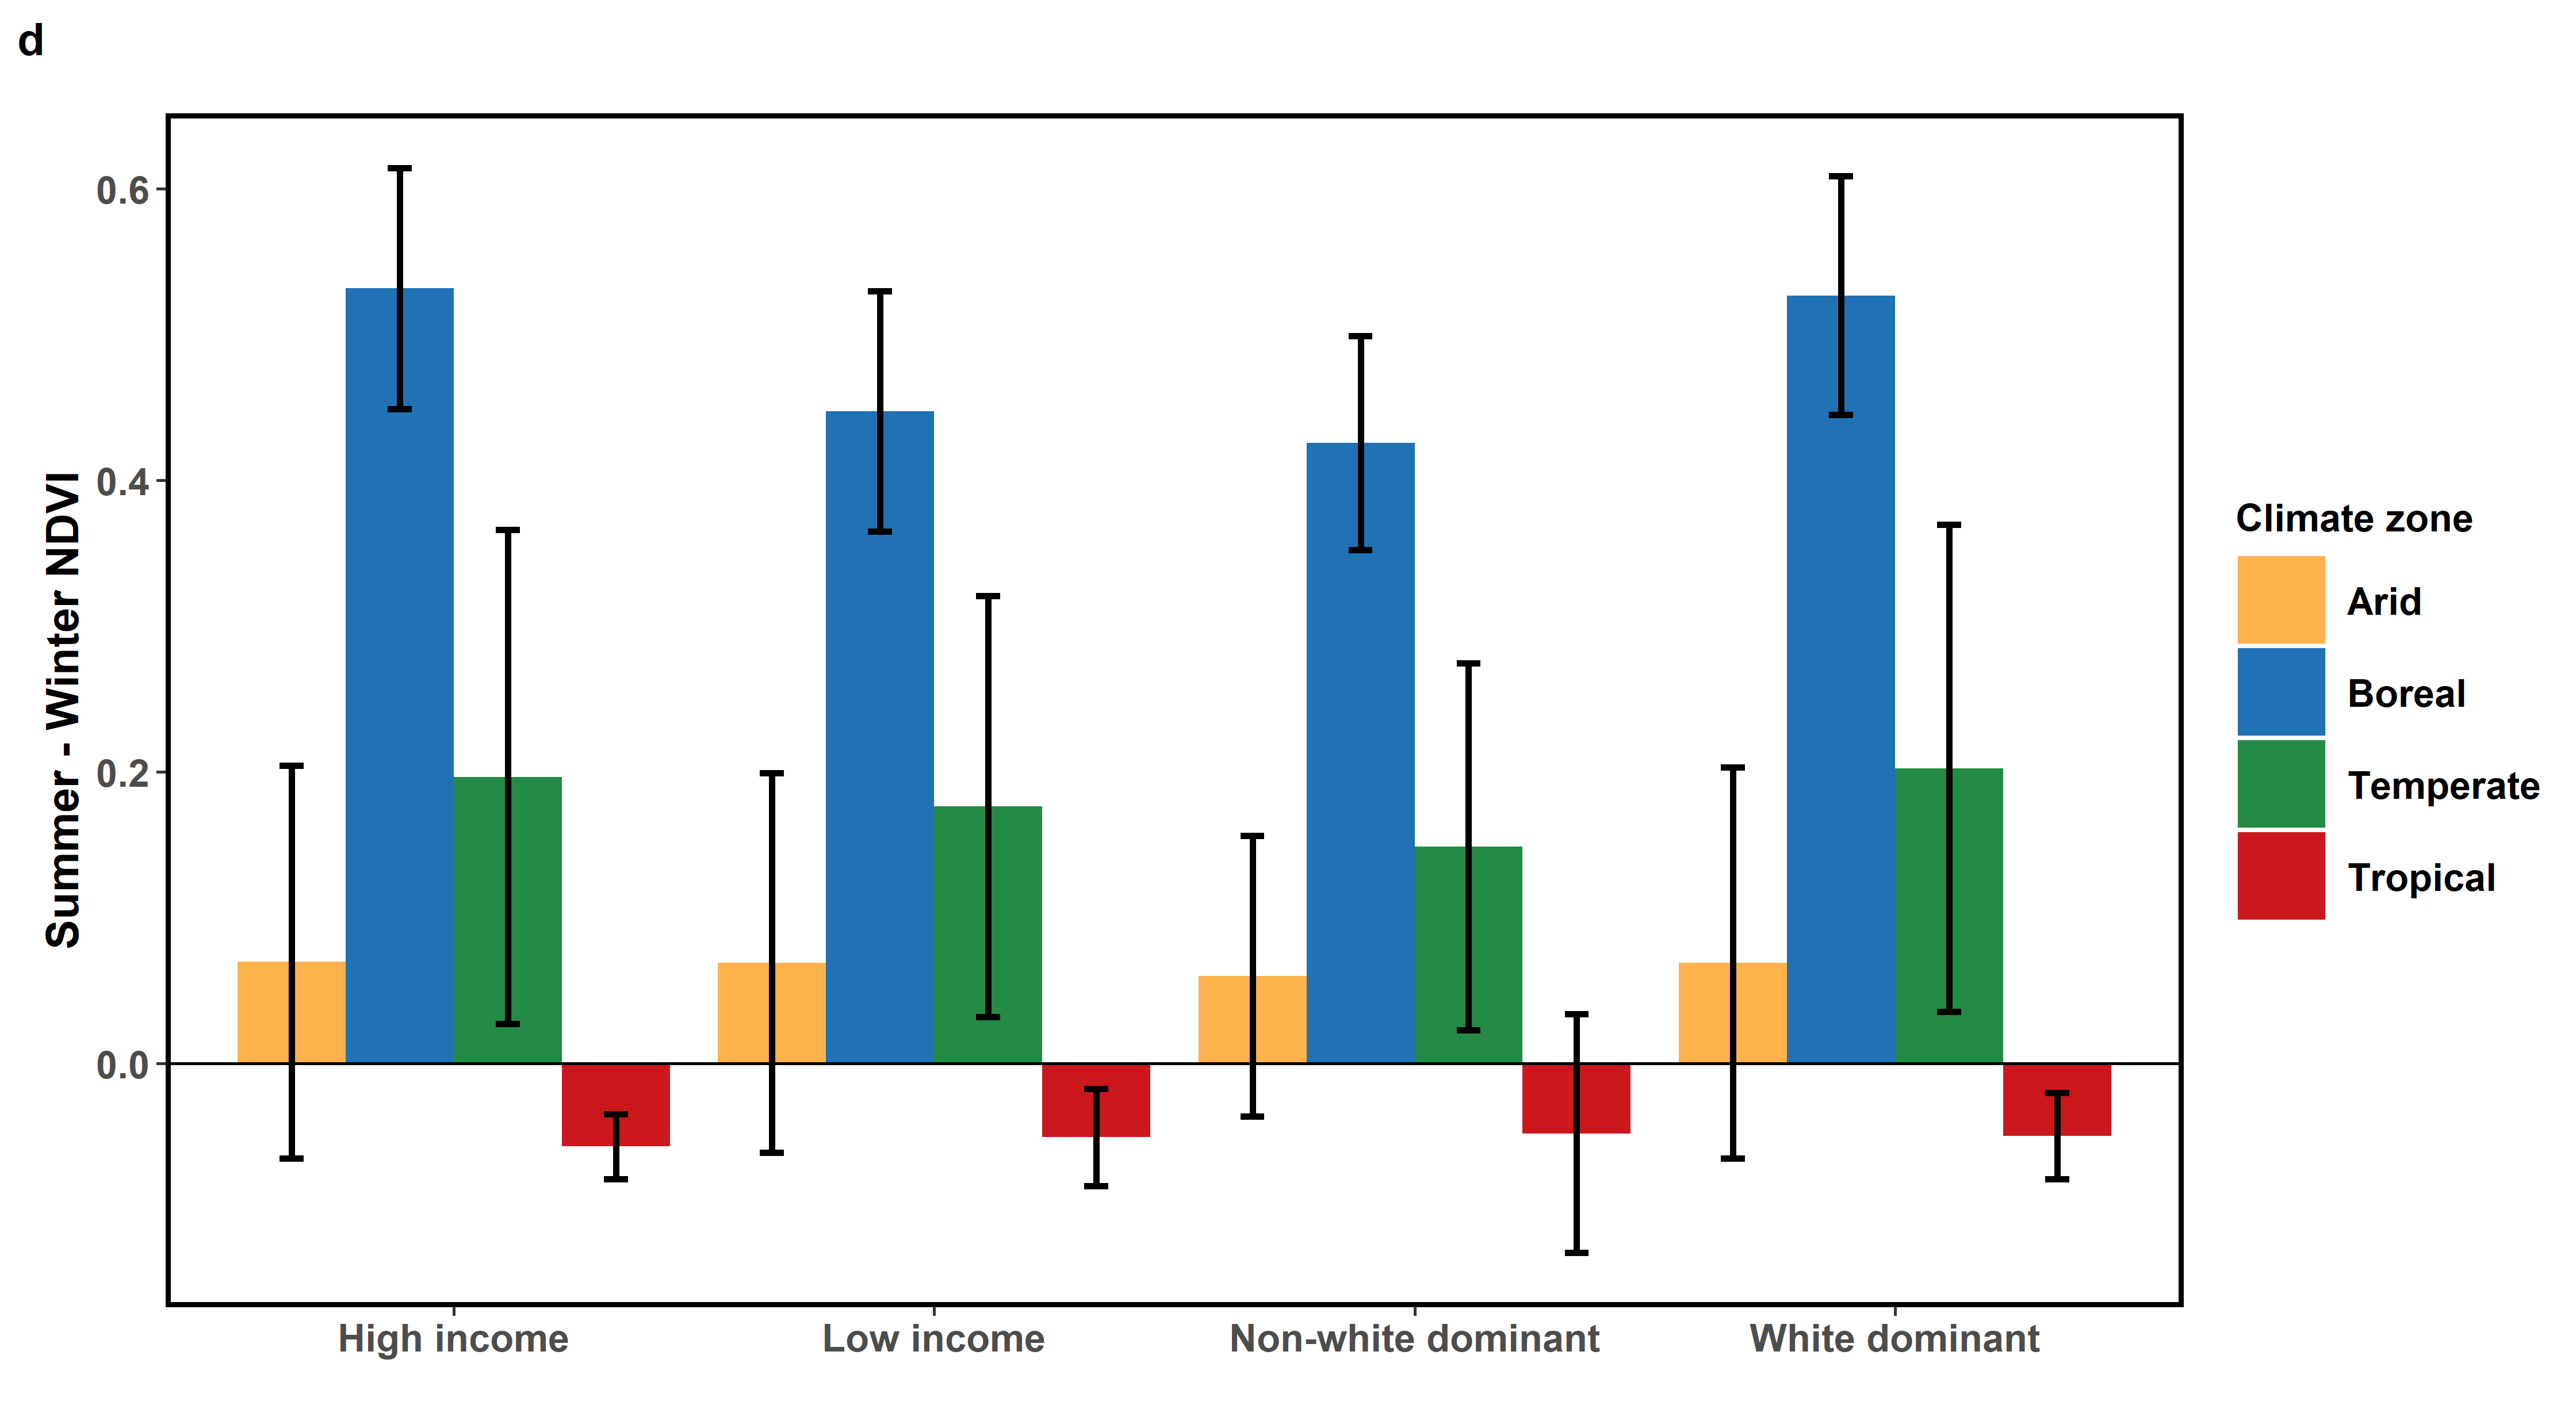 d
Summer - Winter NDVI
0.6
0.4
0.2
0.0
High income
Low income
Non-white dominant
White dominant
Climate zone
Arid
Boreal
Temperate
Tropical